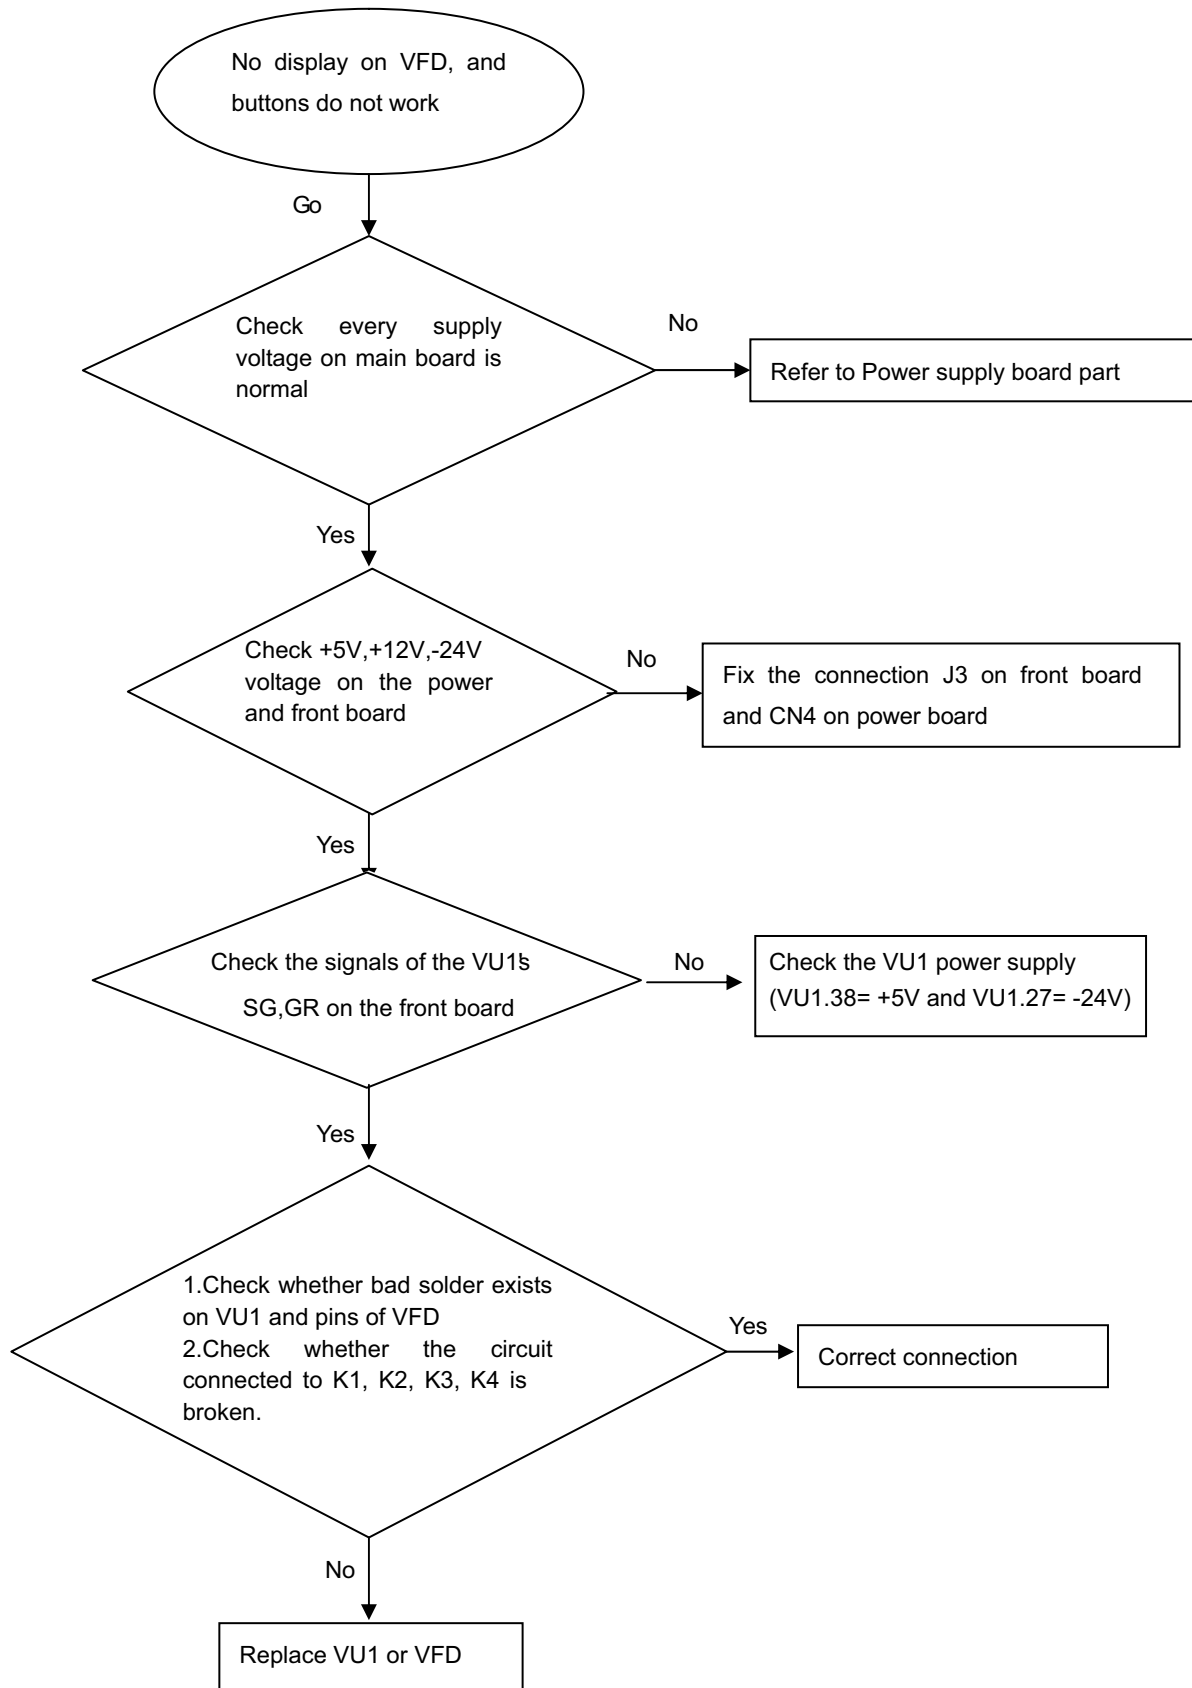 No display on VFD, and
buttons do not work
Go
Check every supply
voltage on main board is
normal
No
Refer to Power supply board part
Yes
Check +5V,+12V,-24V
voltage on the power
and front board
No
Fix the connection J3 on front board
and CN4 on power board
Yes
Check the signals of the VU1's
SG,GR on the front board
No
Check the VU1 power supply
(VU1.38= +5V and VU1.27= -24V)
Yes
1.Check whether bad solder exists
on VU1 and pins of VFD
2.Check whether the circuit
connected to K1, K2, K3, K4 is
broken.
Yes
Correct connection
No
Replace VU1 or VFD